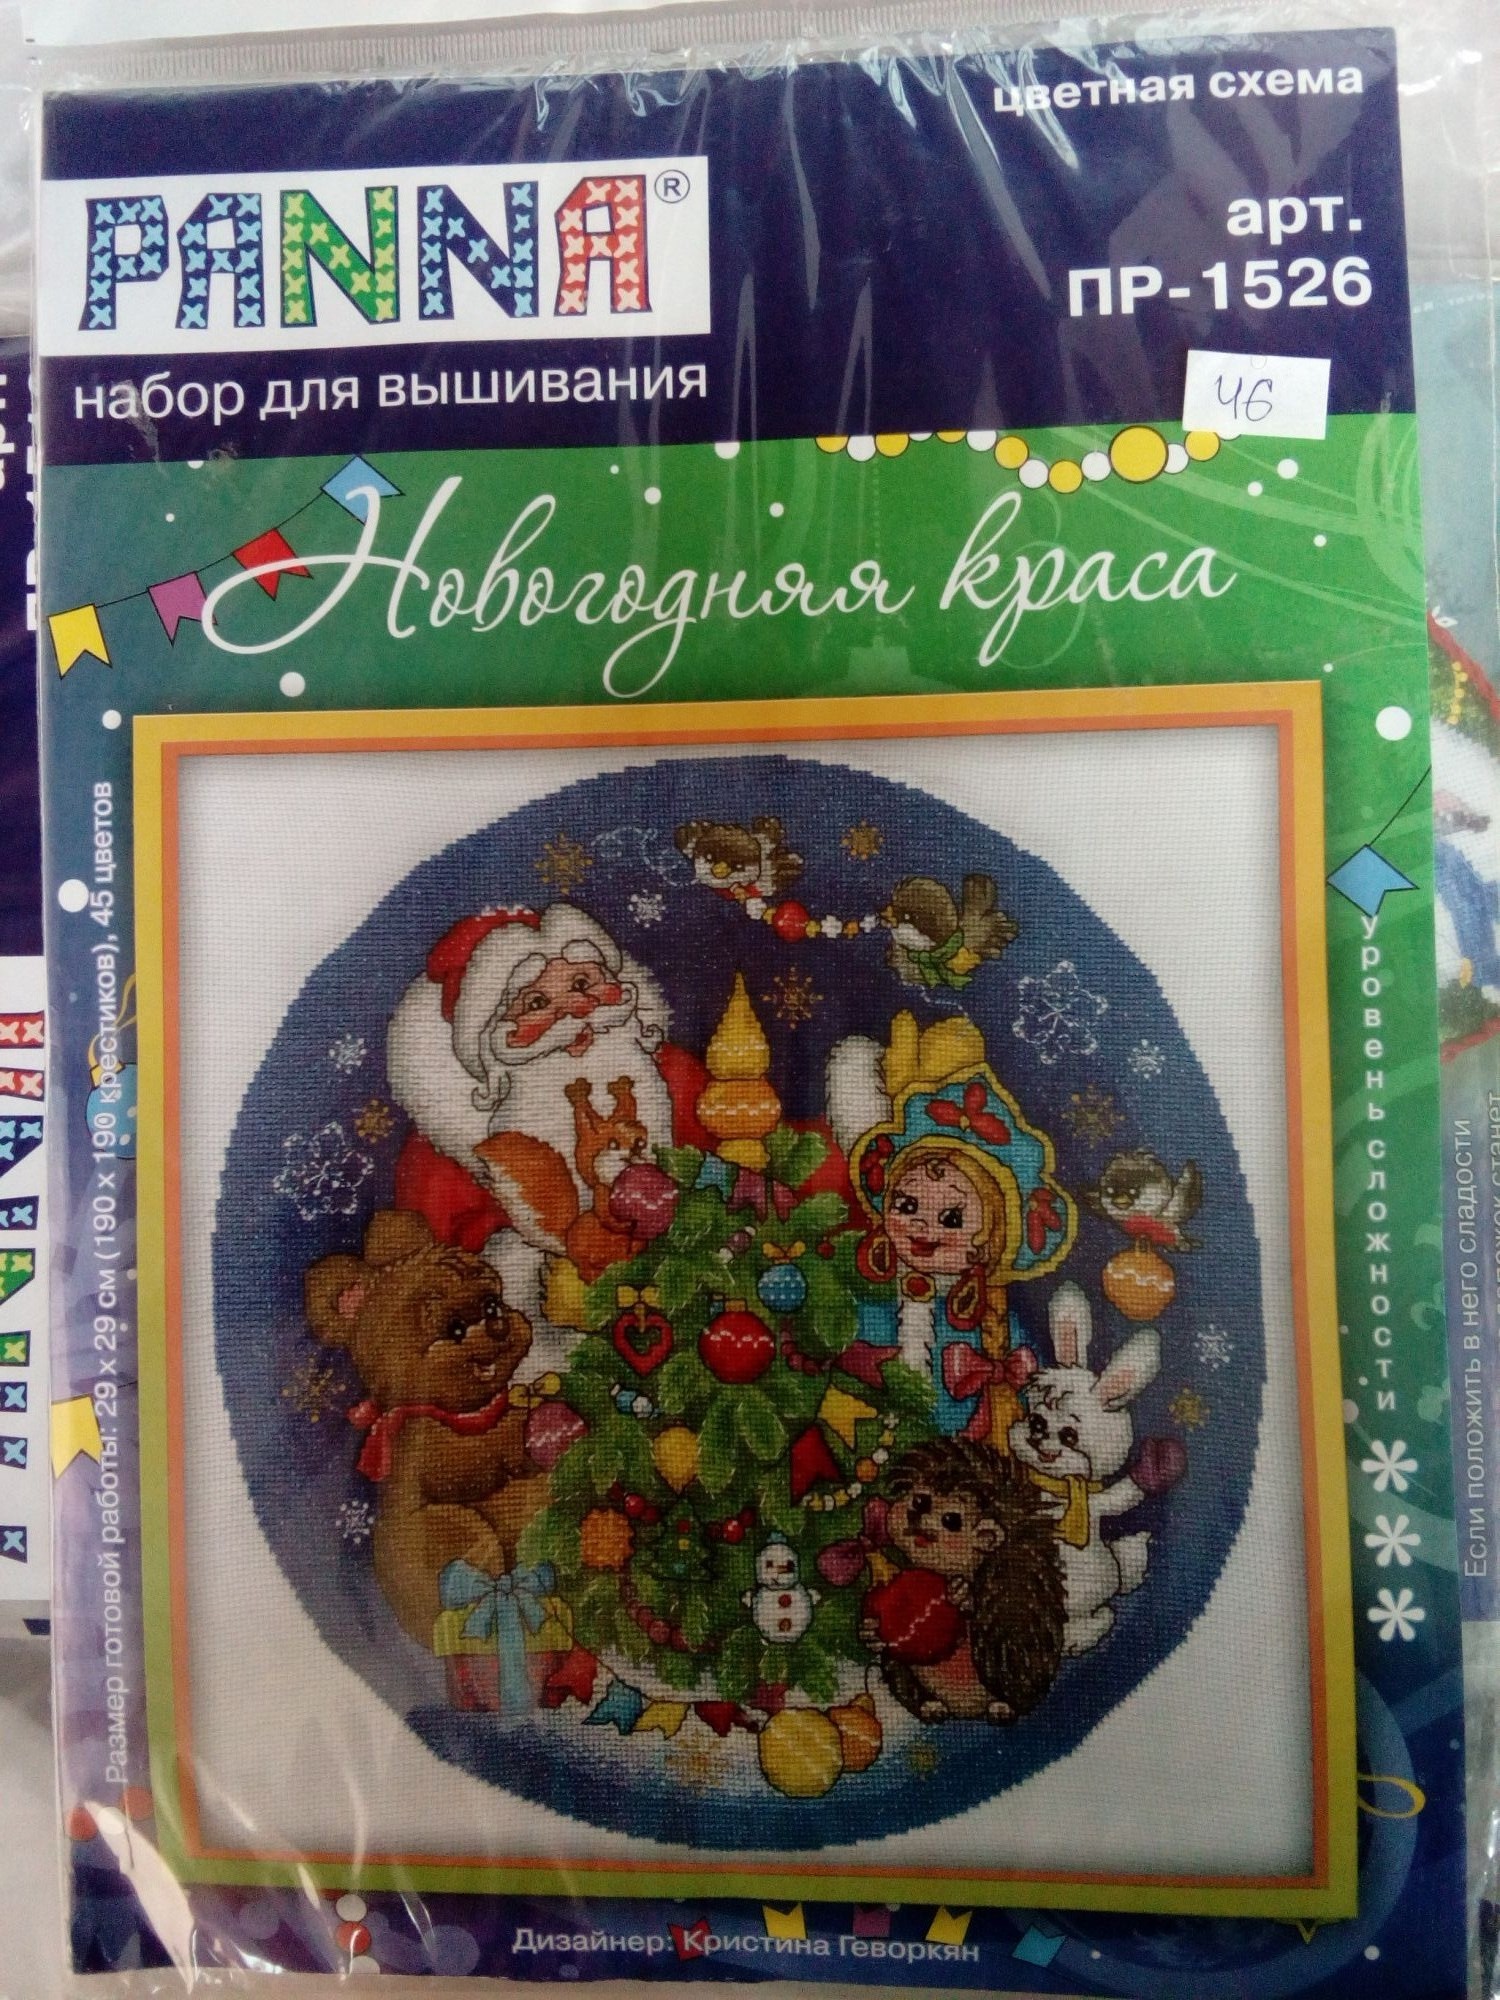 цветная схема
PANNA®
арт.
ПР-1526
набор для вышивания
46
Новогодняя краса
Размер готовой работы: 29 х 29 см (190 х 190 крестиков), 45 цветов
уровень сложности
Дизайнер: Кристина Геворкян
Если положить в него сладости